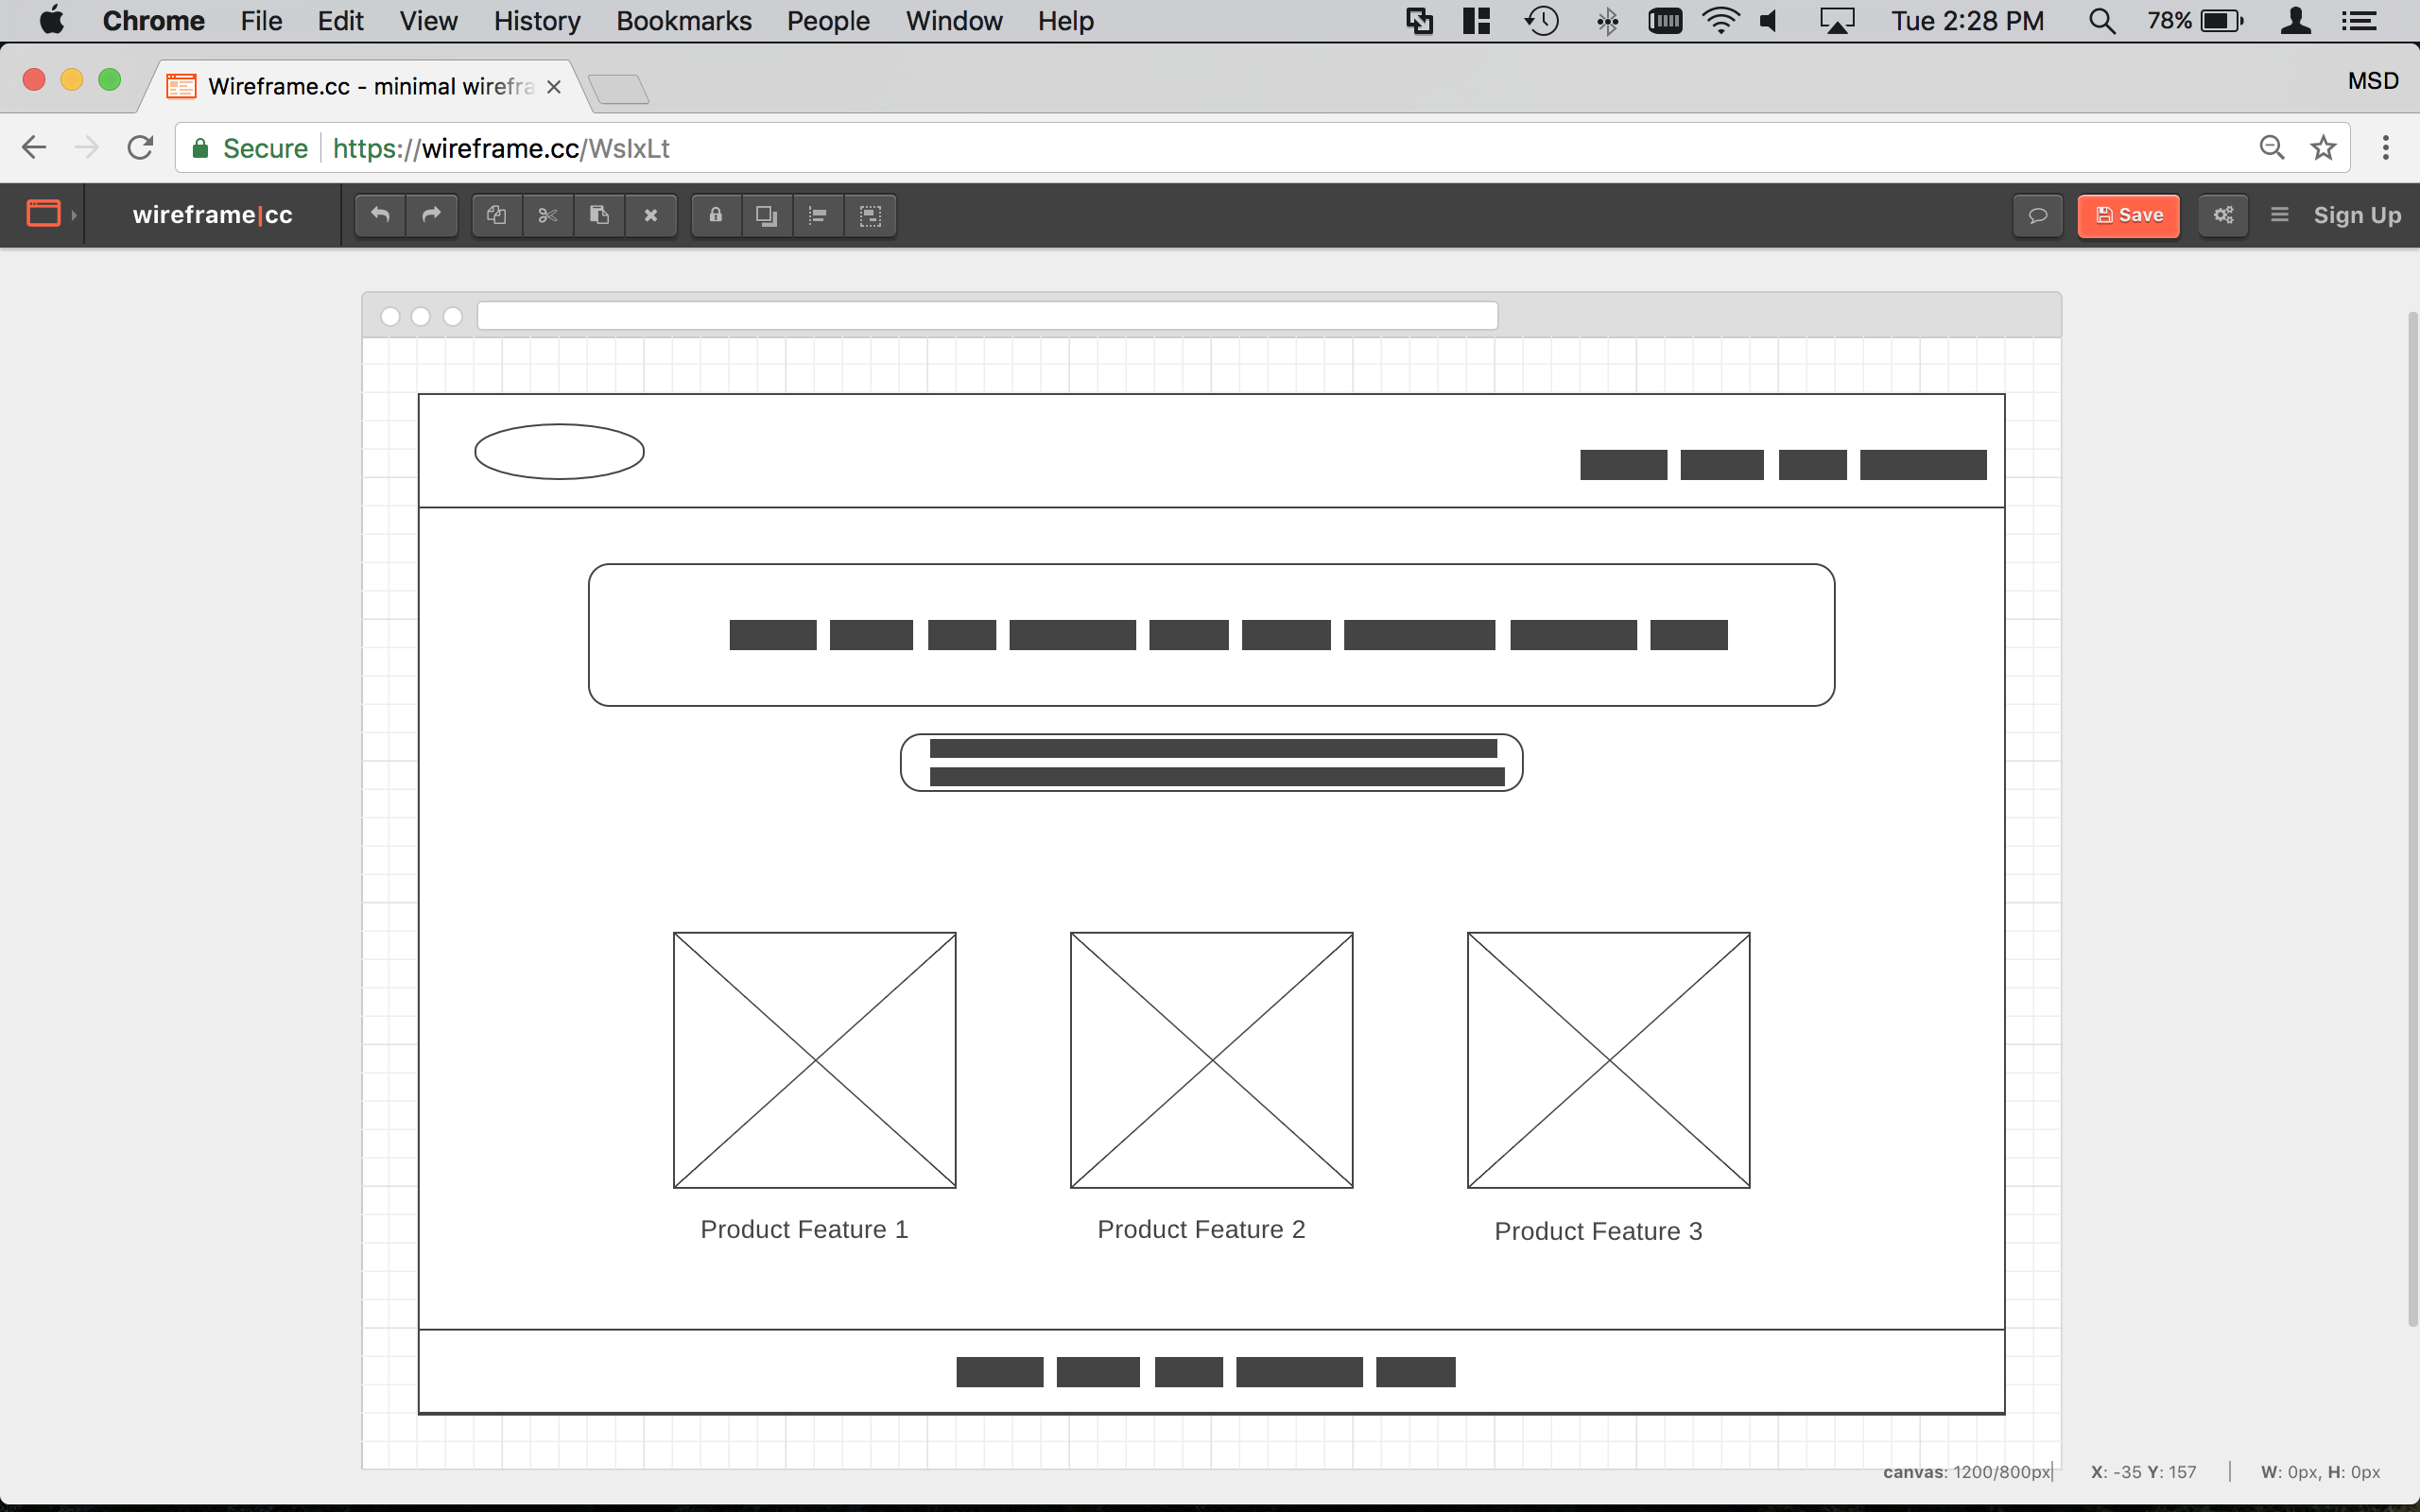 Chrome File Edit View History Bookmarks People Window Help Tue 2:28 PM 78%
Wireframe.cc - minimal wirefra MSD
Secure https://wireframe.cc/WslxLt
wireframe|cc Save Sign Up
Product Feature 1 Product Feature 2 Product Feature 3
canvas: 1200/800px X: -35 Y: 157 W: 0px, H: 0px